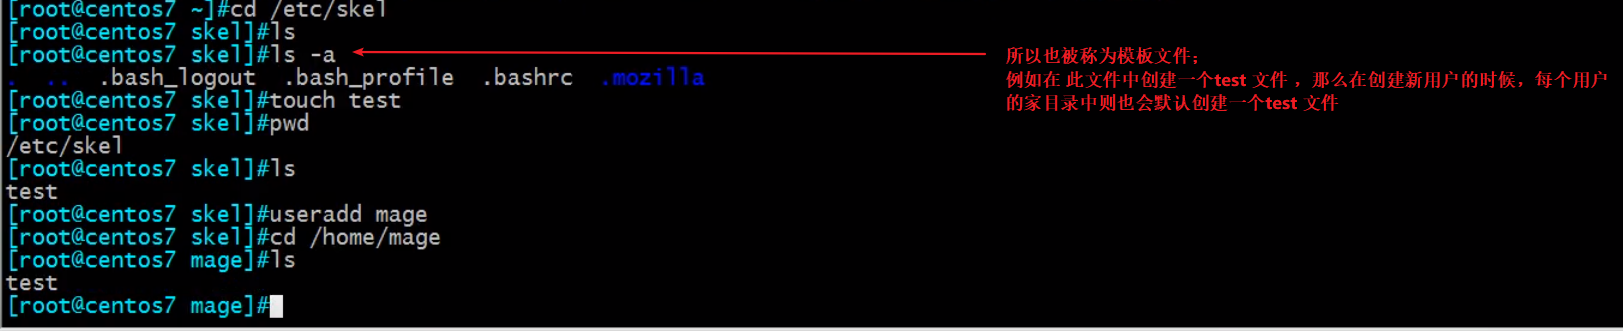 [root@centos7 ~]#cd /etc/skel
[root@centos7 skel]#ls
[root@centos7 skel]#ls -a
.  ..  .bash_logout  .bash_profile  .bashrc  .mozilla
[root@centos7 skel]#touch test
[root@centos7 skel]#pwd
/etc/skel
[root@centos7 skel]#ls
test
[root@centos7 skel]#useradd mage
[root@centos7 skel]#cd /home/mage
[root@centos7 mage]#ls
test
[root@centos7 mage]#
所以也被称为模板文件；
例如在 此文件中创建一个test 文件 ，那么在创建新用户的时候，每个用户
的家目录中则也会默认创建一个test 文件